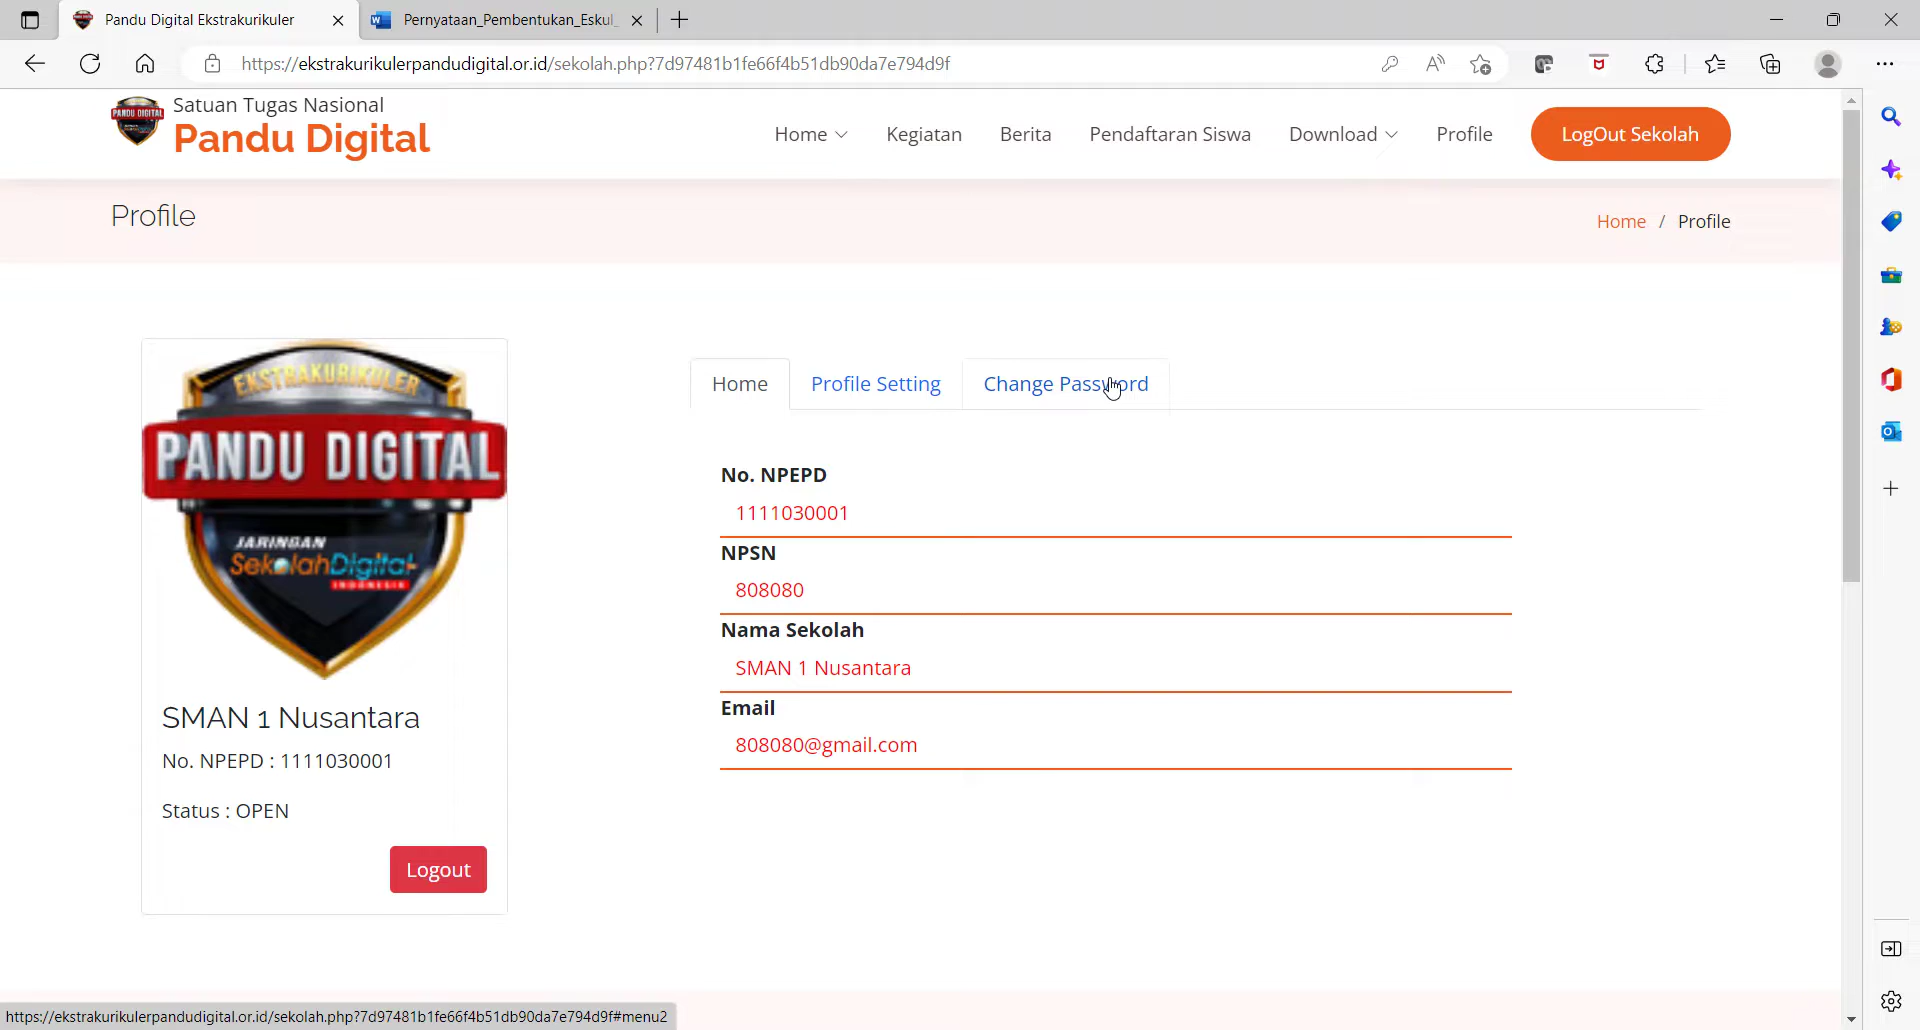 Pandu Digital Ekstrakurikuler
Pernyataan_Pembentukan_Eskul_
https://ekstrakurikulerpandudigital.or.id/sekolah.php?7d97481b1fe66f4b51db90da7e794d9f
PANDU DIGITAL
Satuan Tugas Nasional
Pandu Digital
Home
Kegiatan
Berita
Pendaftaran Siswa
Download
Profile
LogOut Sekolah
Profile
Home / Profile
EKSTRAKURIKULER
PANDU DIGITAL
JARINGAN
SekolahDigital
INDONESIA
SMAN 1 Nusantara
No. NPEPD : 1111030001
Status : OPEN
Logout
Home
Profile Setting
Change Password
No. NPEPD
1111030001
NPSN
808080
Nama Sekolah
SMAN 1 Nusantara
Email
808080@gmail.com
https://ekstrakurikulerpandudigital.or.id/sekolah.php?7d97481b1fe66f4b51db90da7e794d9f#menu2